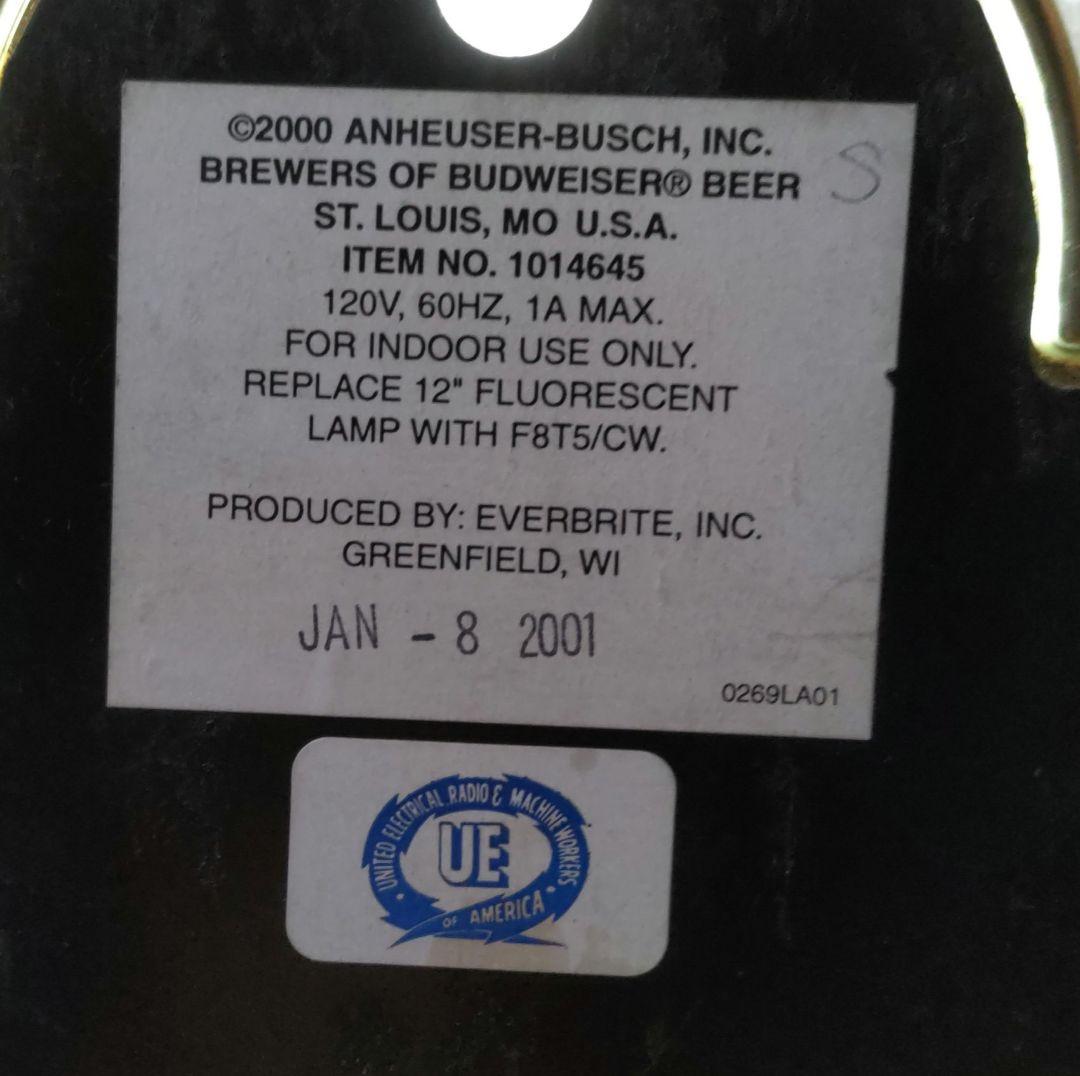 ©2000 ANHEUSER-BUSCH, INC.
BREWERS OF BUDWEISER® BEER
S
ST. LOUIS, MO U.S.A.
ITEM NO. 1014645
120V, 60HZ, 1A MAX.
FOR INDOOR USE ONLY.
REPLACE 12" FLUORESCENT
LAMP WITH F8T5/CW.
PRODUCED BY: EVERBRITE, INC.
GREENFIELD, WI
JAN - 8 2001
0269LA01
UNITED ELECTRICAL RADIO & MACHINE WORKERS
UE
OF AMERICA